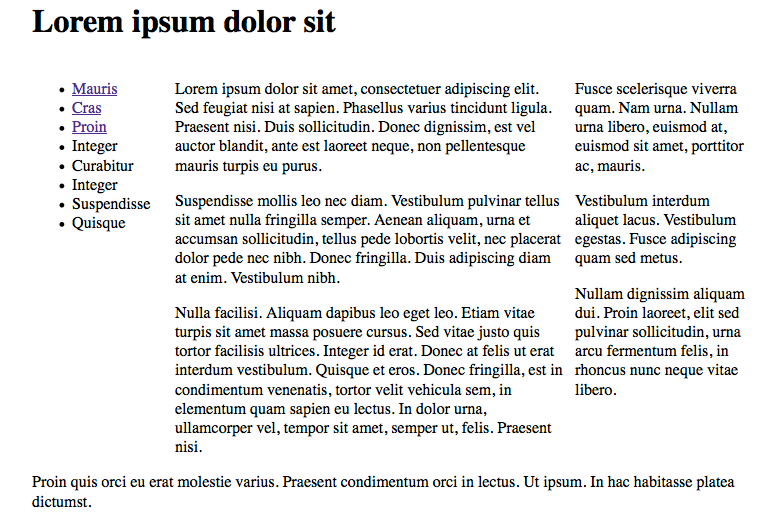 Lorem ipsum dolor sit
Mauris
Cras
Proin
Integer
Curabitur
Integer
Suspendisse
Quisque
Lorem ipsum dolor sit amet, consectetuer adipiscing elit.
Sed feugiat nisi at sapien. Phasellus varius tincidunt ligula.
Praesent nisi. Duis sollicitudin. Donec dignissim, est vel
auctor blandit, ante est laoreet neque, non pellentesque
mauris turpis eu purus.
Suspendisse mollis leo nec diam. Vestibulum pulvinar tellus
sit amet nulla fringilla semper. Aenean aliquam, urna et
accumsan sollicitudin, tellus pede lobortis velit, nec placerat
dolor pede nec nibh. Donec fringilla. Duis adipiscing diam
at enim. Vestibulum nibh.
Nulla facilisi. Aliquam dapibus leo eget leo. Etiam vitae
turpis sit amet massa posuere cursus. Sed vitae justo quis
tortor facilisis ultrices. Integer id erat. Donec at felis ut erat
interdum vestibulum. Quisque et eros. Donec fringilla, est in
condimentum venenatis, tortor velit vehicula sem, in
elementum quam sapien eu lectus. In dolor urna,
ullamcorper vel, tempor sit amet, semper ut, felis. Praesent
nisi.
Fusce scelerisque viverra
quam. Nam urna. Nullam
urna libero, euismod at,
euismod sit amet, porttitor
ac, mauris.
Vestibulum interdum
aliquet lacus. Vestibulum
egestas. Fusce adipiscing
quam sed metus.
Nullam dignissim aliquam
dui. Proin laoreet, elit sed
pulvinar sollicitudin, urna
arcu fermentum felis, in
rhoncus nunc neque vitae
libero.
Proin quis orci eu erat molestie varius. Praesent condimentum orci in lectus. Ut ipsum. In hac habitasse platea
dictumst.